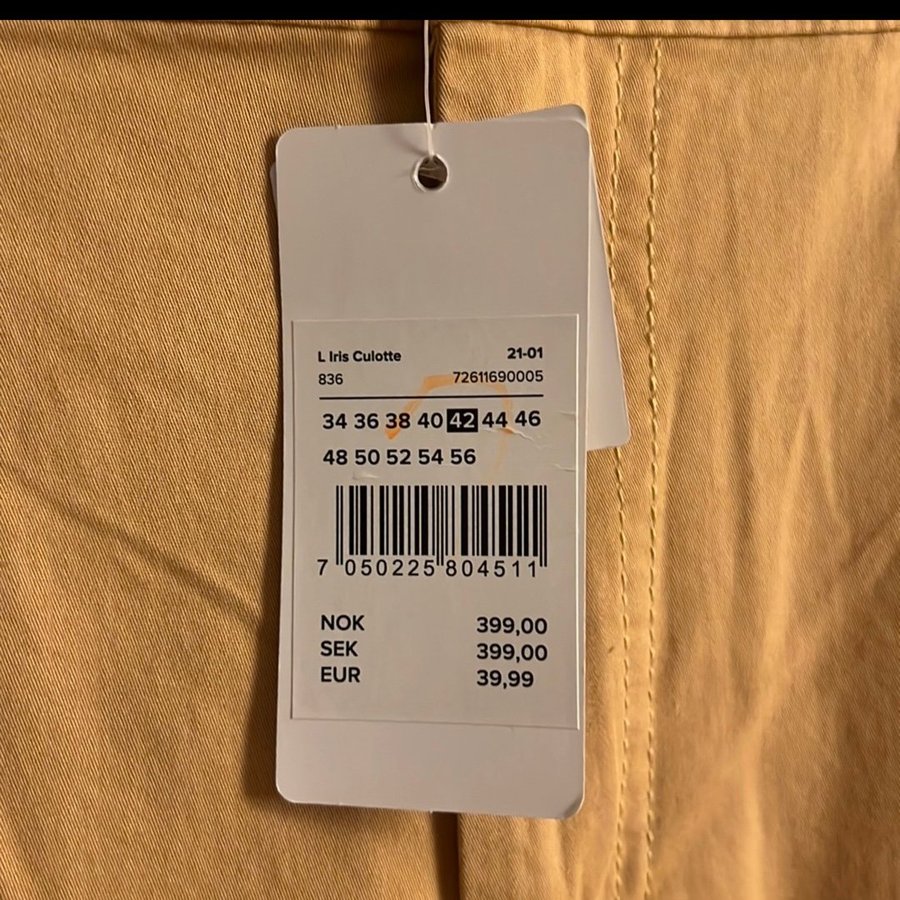 L Iris Culotte 21-01
836 72611690005
34 36 38 40 42 44 46
48 50 52 54 56
7 050225 804511
NOK 399,00
SEK 399,00
EUR 39,99